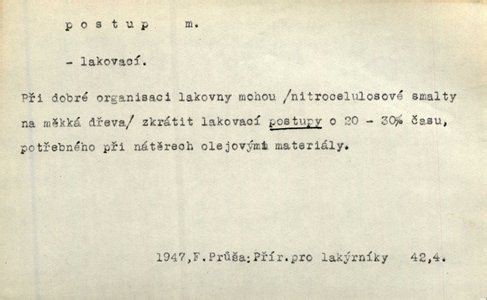 postup m.
- lakovací.
Při dobré organisaci lakovny mohou /nitrocelulosové smalty
na měkká dřeva/ zkrátit lakovací postupy o 20 - 30% času,
potřebného při nátěrech olejovými materiály.
1947,F.Průša:Přír.pro lakýrníky 42,4.